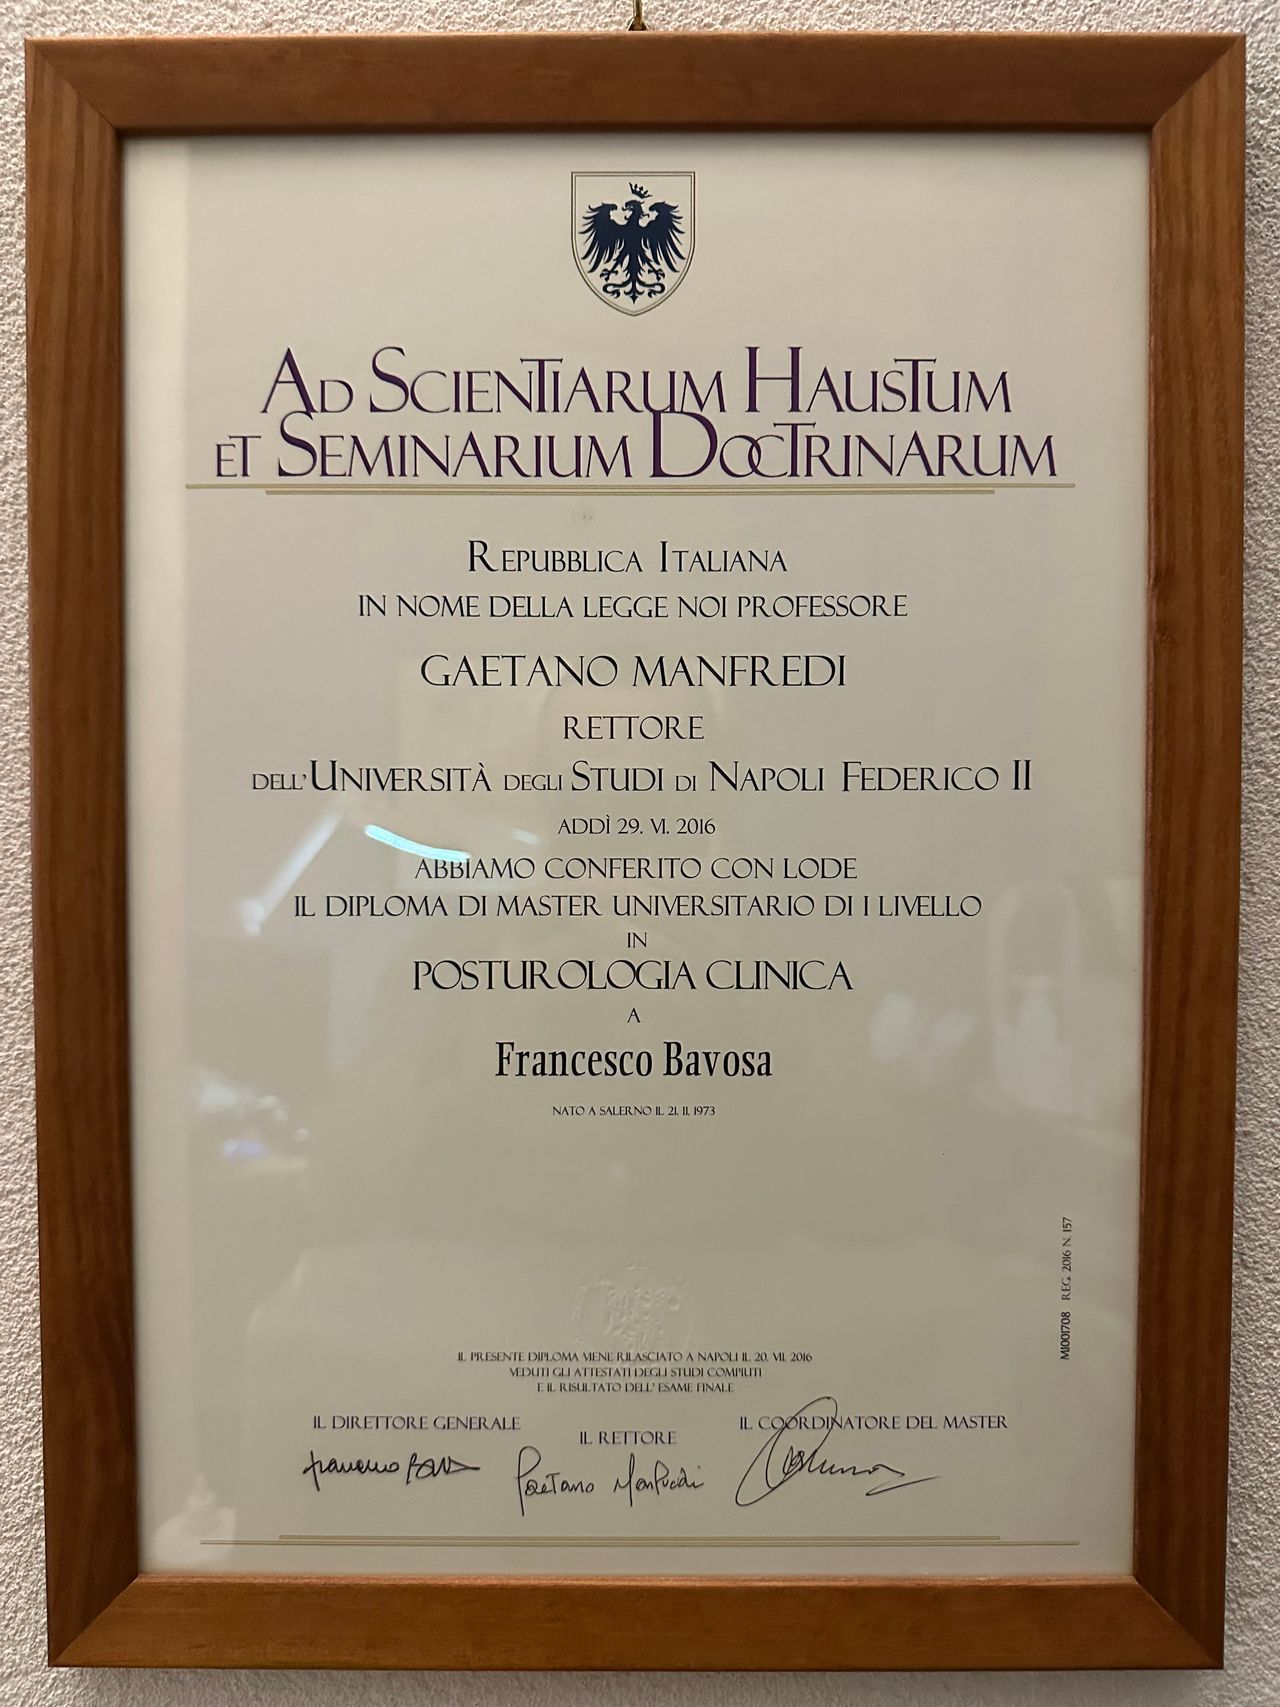 AD SCIENTIARUM HAUSTUM
ET SEMINARIUM DOCTRINARUM
REPUBBLICA ITALIANA
IN NOME DELLA LEGGE NOI PROFESSORE
GAETANO MANFREDI
RETTORE
DELL'UNIVERSITÀ DEGLI STUDI DI NAPOLI FEDERICO II
ADDÌ 29. VI. 2016
ABBIAMO CONFERITO CON LODE
IL DIPLOMA DI MASTER UNIVERSITARIO DI I LIVELLO
IN
POSTUROLOGIA CLINICA
A
Francesco Bavosa
NATO A SALERNO IL 21. 11. 1973
M1001708 REG. 2016 N. 157
IL PRESENTE DIPLOMA VIENE RILASCIATO A NAPOLI IL 20. VII. 2016
VEDUTI GLI ATTESTATI DEGLI STUDI COMPIUTI
E IL RISULTATO DELL' ESAME FINALE
IL DIRETTORE GENERALE
IL RETTORE
IL COORDINATORE DEL MASTER
Gaetano Manfredi